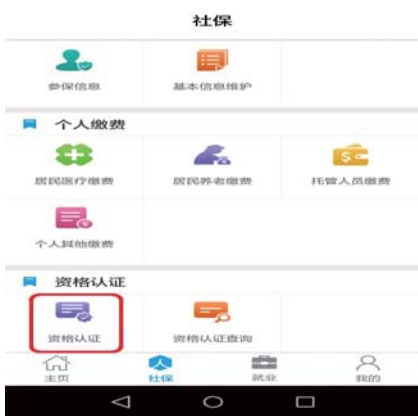 社保
参保信息 基本信息维护
个人缴费
居民医疗缴费 居民养老缴费 托管人员缴费
个人其他缴费
资格认证
资格认证 资格认证查询
主页 社保 就业 我的